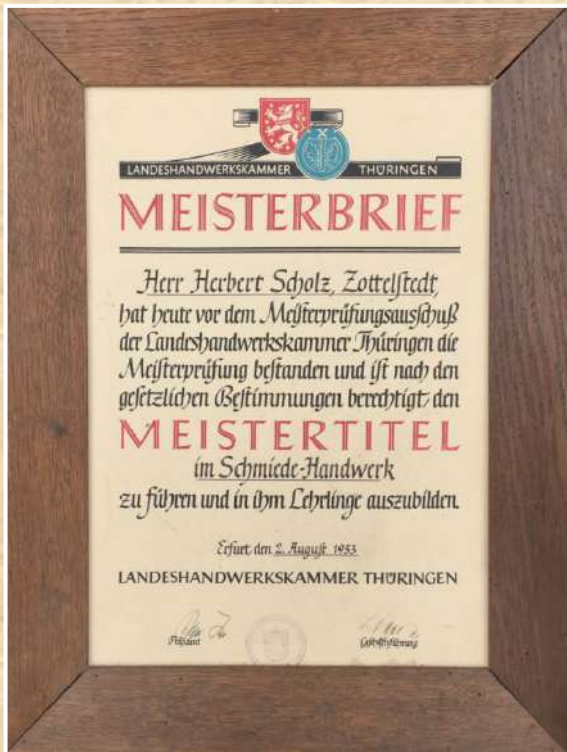 LANDESHANDWERKSKAMMER THÜRINGEN
MEISTERBRIEF
Herr Herbert Scholz, Zottelstedt,
hat heute vor dem Meisterprüfungsausschuß
der Landeshandwerkskammer Thüringen die
Meisterprüfung bestanden und ist nach den
gesetzlichen Bestimmungen berechtigt den
MEISTERTITEL
im Schmiede-Handwerk
zu führen und in ihm Lehrlinge auszubilden.
Erfurt, den 2. August 1953
LANDESHANDWERKSKAMMER THÜRINGEN
Präsident Geschäftsführung